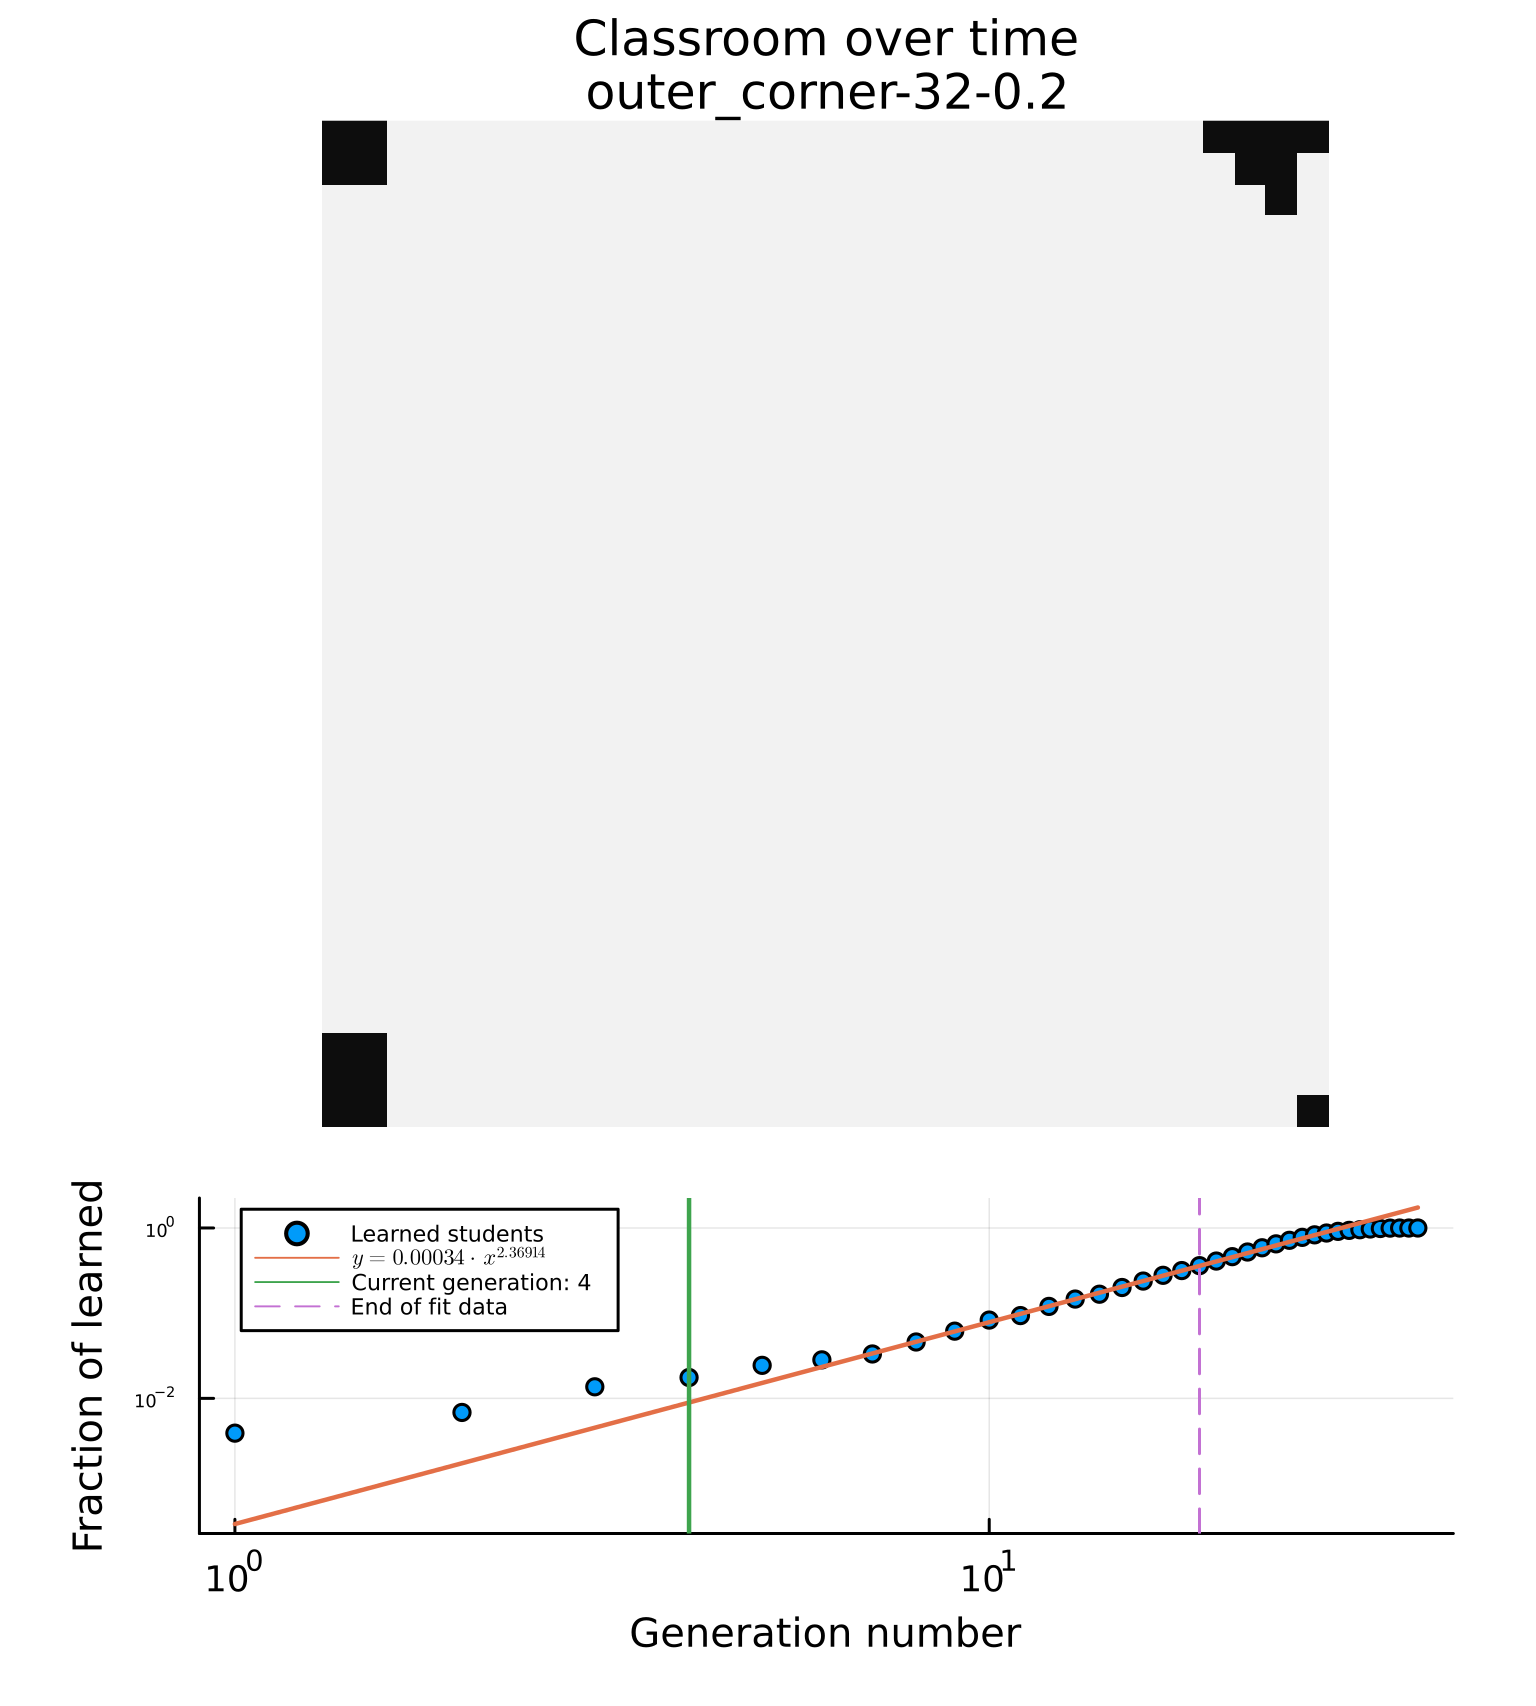 Classroom over time
outer_corner-32-0.2
Fraction of learned
10^0
10^-2
Learned students
y = 0.00034 · x^2.36914
Current generation: 4
End of fit data
10^0
10^1
Generation number